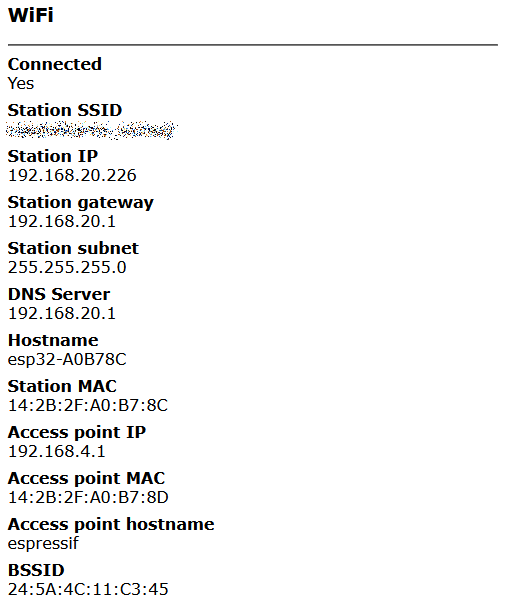 WiFi
Connected
Yes
Station SSID
Station IP
192.168.20.226
Station gateway
192.168.20.1
Station subnet
255.255.255.0
DNS Server
192.168.20.1
Hostname
esp32-A0B78C
Station MAC
14:2B:2F:A0:B7:8C
Access point IP
192.168.4.1
Access point MAC
14:2B:2F:A0:B7:8D
Access point hostname
espressif
BSSID
24:5A:4C:11:C3:45